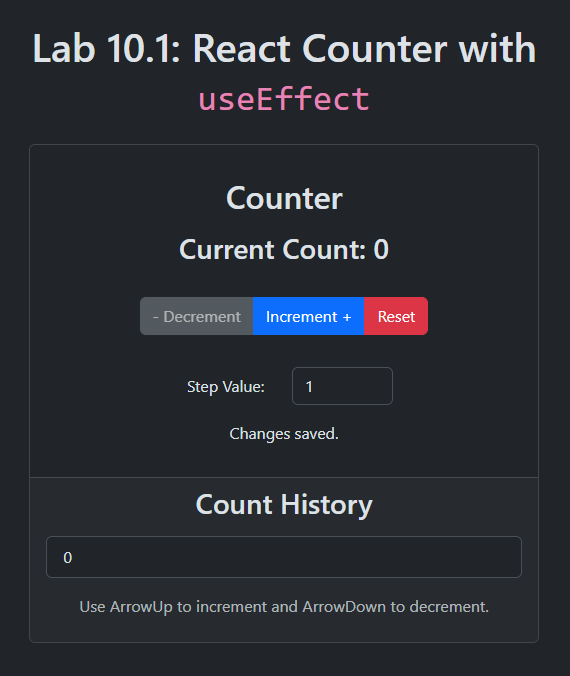 Lab 10.1: React Counter with
useEffect
Counter
Current Count: 0
- Decrement Increment + Reset
Step Value: 1
Changes saved.
Count History
0
Use ArrowUp to increment and ArrowDown to decrement.